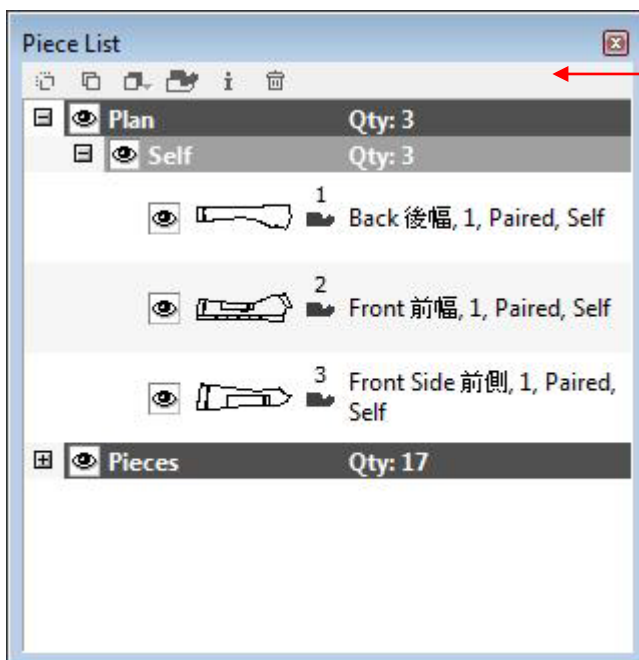 Piece List
Plan Qty: 3
Self Qty: 3
1
Back 後幅, 1, Paired, Self
2
Front 前幅, 1, Paired, Self
3
Front Side 前側, 1, Paired,
Self
Pieces Qty: 17